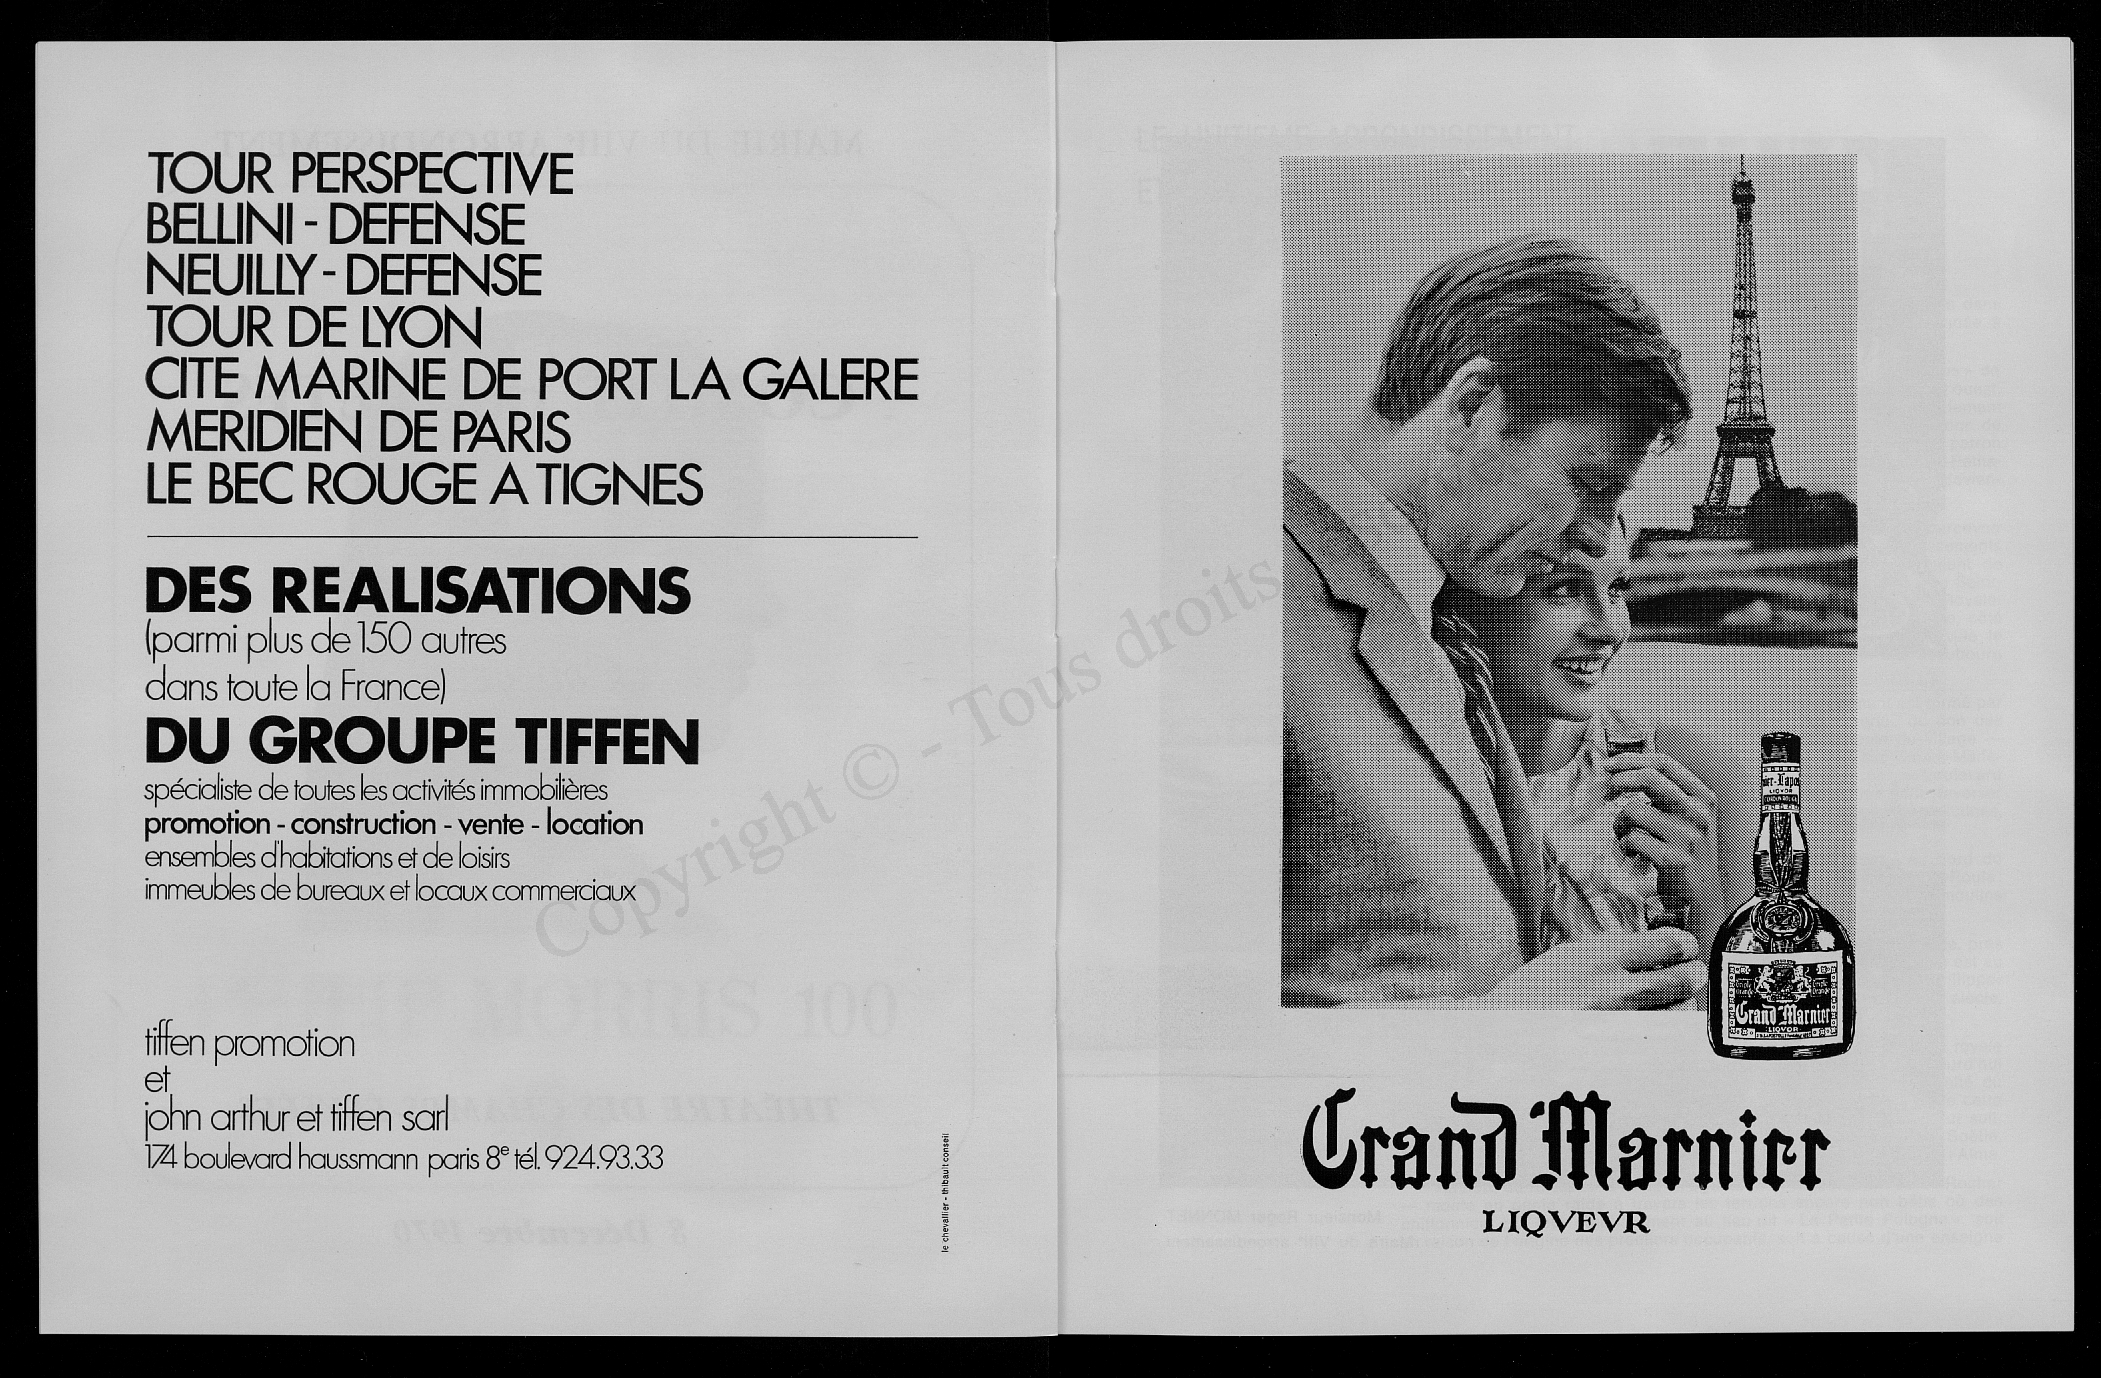 TOUR PERSPECTIVE
BELLINI - DEFENSE
NEUILLY - DEFENSE
TOUR DE LYON
CITE MARINE DE PORT LA GALERE
MERIDIEN DE PARIS
LE BEC ROUGE A TIGNES
DES REALISATIONS
(parmi plus de 150 autres
dans toute la France)
DU GROUPE TIFFEN
spécialiste de toutes les activités immobilières
promotion - construction - vente - location
ensembles d'habitations et de loisirs
immeubles de bureaux et locaux commerciaux
tiffen promotion
et
john arthur et tiffen sarl
174 boulevard haussmann paris 8e tél. 924.93.33
le chevallier - thibault conseil
Copyright © - Tous droits
Grand Marnier
LIQVOR
Grand Marnier
LIQVEVR